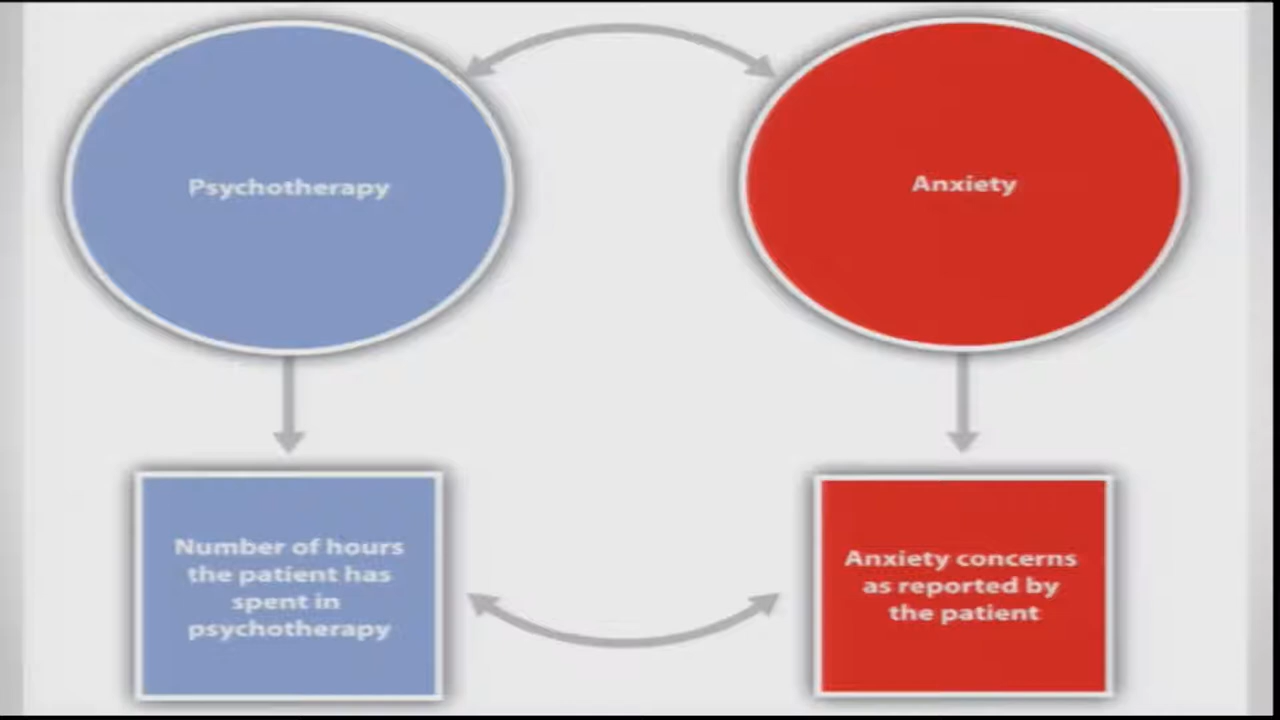 Psychotherapy
Anxiety
Number of hours
the patient has
spent in
psychotherapy
Anxiety concerns
as reported by
the patient